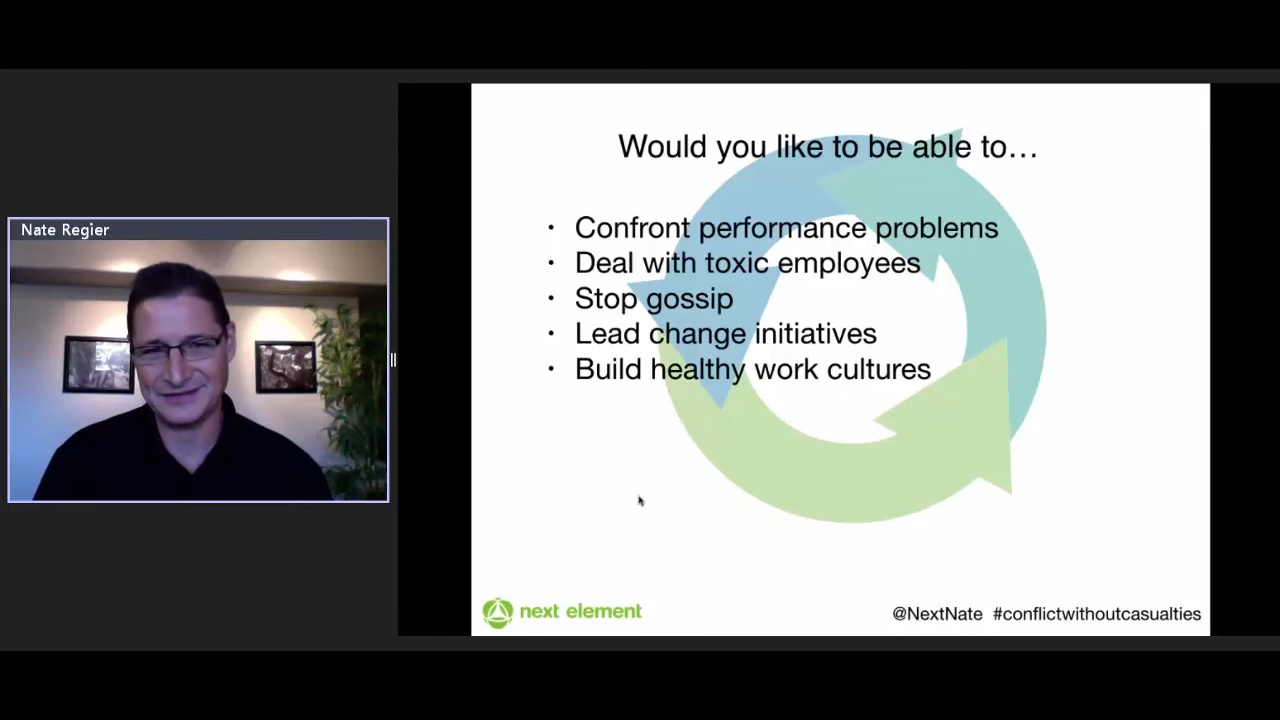 Nate Regier
Would you like to be able to…
· Confront performance problems
· Deal with toxic employees
· Stop gossip
· Lead change initiatives
· Build healthy work cultures
next element
@NextNate #conflictwithoutcasualties